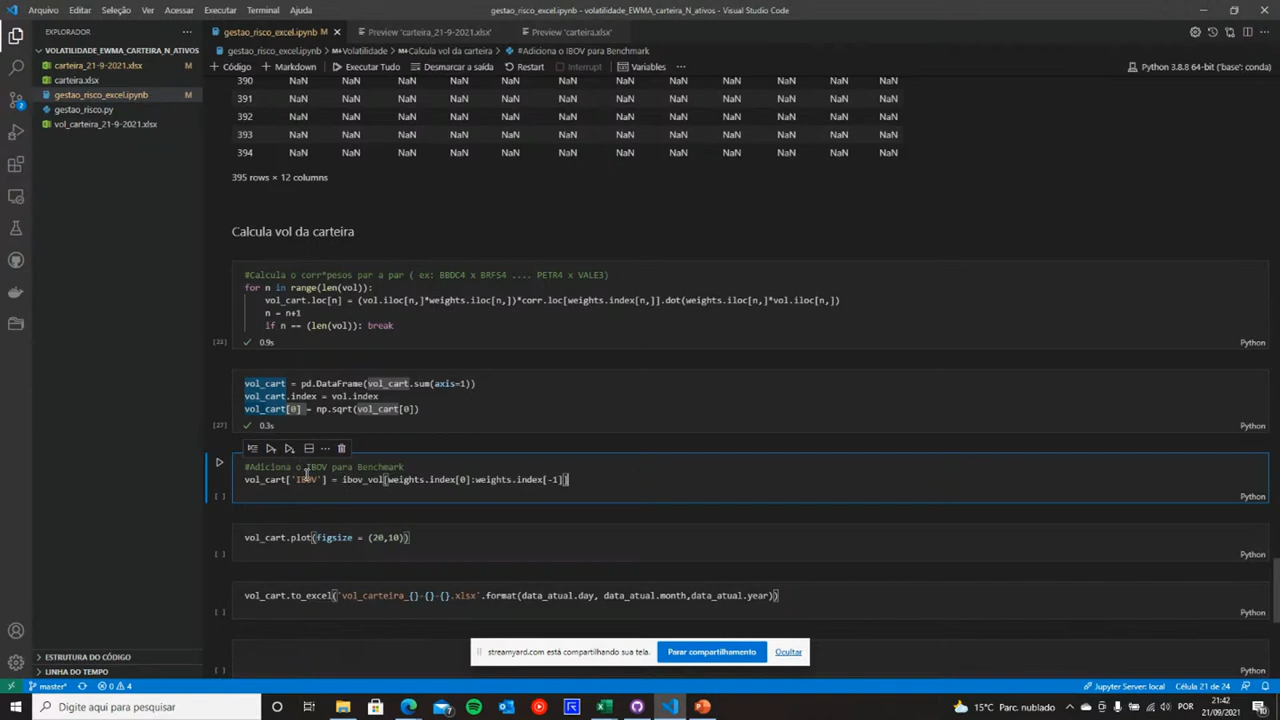 Arquivo Editar Seleção Ver Acessar Executar Terminal Ajuda
gestao_risco_excel.ipynb - volatilidade_EWMA_carteira_N_ativos - Visual Studio Code
EXPLORADOR
gestao_risco_excel.ipynb M
Preview 'carteira_21-9-2021.xlsx'
Preview 'carteira.xlsx'
VOLATILIDADE_EWMA_CARTEIRA_N_ATIVOS
gestao_risco_excel.ipynb > M↓Volatilidade > M↓Calcula vol da carteira > #Adiciona o IBOV para Benchmark
carteira_21-9-2021.xlsx M
carteira.xlsx
gestao_risco_excel.ipynb M
gestao_risco.py
vol_carteira_21-9-2021.xlsx
+ Código + Markdown Executar Tudo Desmarcar a saída Restart Interrupt Variables ...
Python 3.8.8 64-bit ('base': conda)
390 NaN NaN NaN NaN NaN NaN NaN NaN NaN NaN NaN NaN
391 NaN NaN NaN NaN NaN NaN NaN NaN NaN NaN NaN NaN
392 NaN NaN NaN NaN NaN NaN NaN NaN NaN NaN NaN NaN
393 NaN NaN NaN NaN NaN NaN NaN NaN NaN NaN NaN NaN
394 NaN NaN NaN NaN NaN NaN NaN NaN NaN NaN NaN NaN
395 rows × 12 columns
Calcula vol da carteira
#Calcula o corr*pesos par a par ( ex: BBDC4 x BRFS4 .... PETR4 x VALE3)
for n in range(len(vol)):
vol_cart.loc[n] = (vol.iloc[n,]*weights.iloc[n,])*corr.loc[weights.index[n,]].dot(weights.iloc[n,]*vol.iloc[n,])
n = n+1
if n == (len(vol)): break
[23] 0.9s Python
vol_cart = pd.DataFrame(vol_cart.sum(axis=1))
vol_cart.index = vol.index
vol_cart[0] = np.sqrt(vol_cart[0])
[27] 0.3s Python
#Adiciona o IBOV para Benchmark
vol_cart['IBOV'] = ibov_vol[weights.index[0]:weights.index[-1]]
[ ] Python
vol_cart.plot(figsize = (20,10))
[ ] Python
vol_cart.to_excel('vol_carteira_{}-{}-{}.xlsx'.format(data_atual.day, data_atual.month,data_atual.year))
[ ] Python
streamyard.com está compartilhando sua tela. Parar compartilhamento Ocultar
[ ] Python
ESTRUTURA DO CÓDIGO
LINHA DO TEMPO
master* 0 4
Jupyter Server: local Célula 21 de 24
Digite aqui para pesquisar
15°C Parc. nublado
POR
21:42
21/09/2021